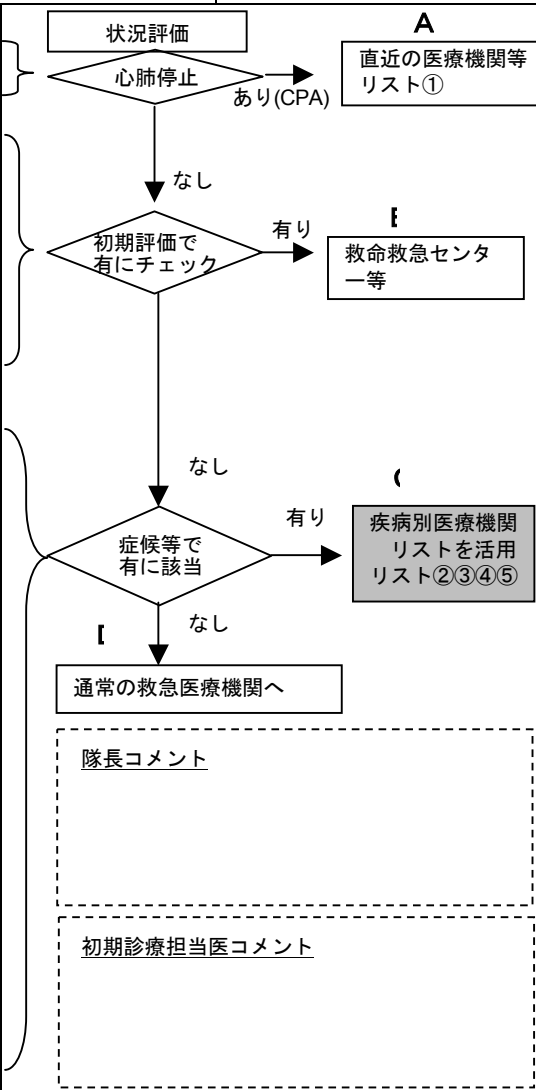 状況評価
A
心肺停止
直近の医療機関等
リスト①
あり(CPA)
なし
初期評価で
有にチェック
有り
救命救急センタ
ー等
なし
症候等で
有に該当
有り
疾病別医療機関
リストを活用
リスト②③④⑤
なし
通常の救急医療機関へ
隊長コメント
初期診療担当医コメント